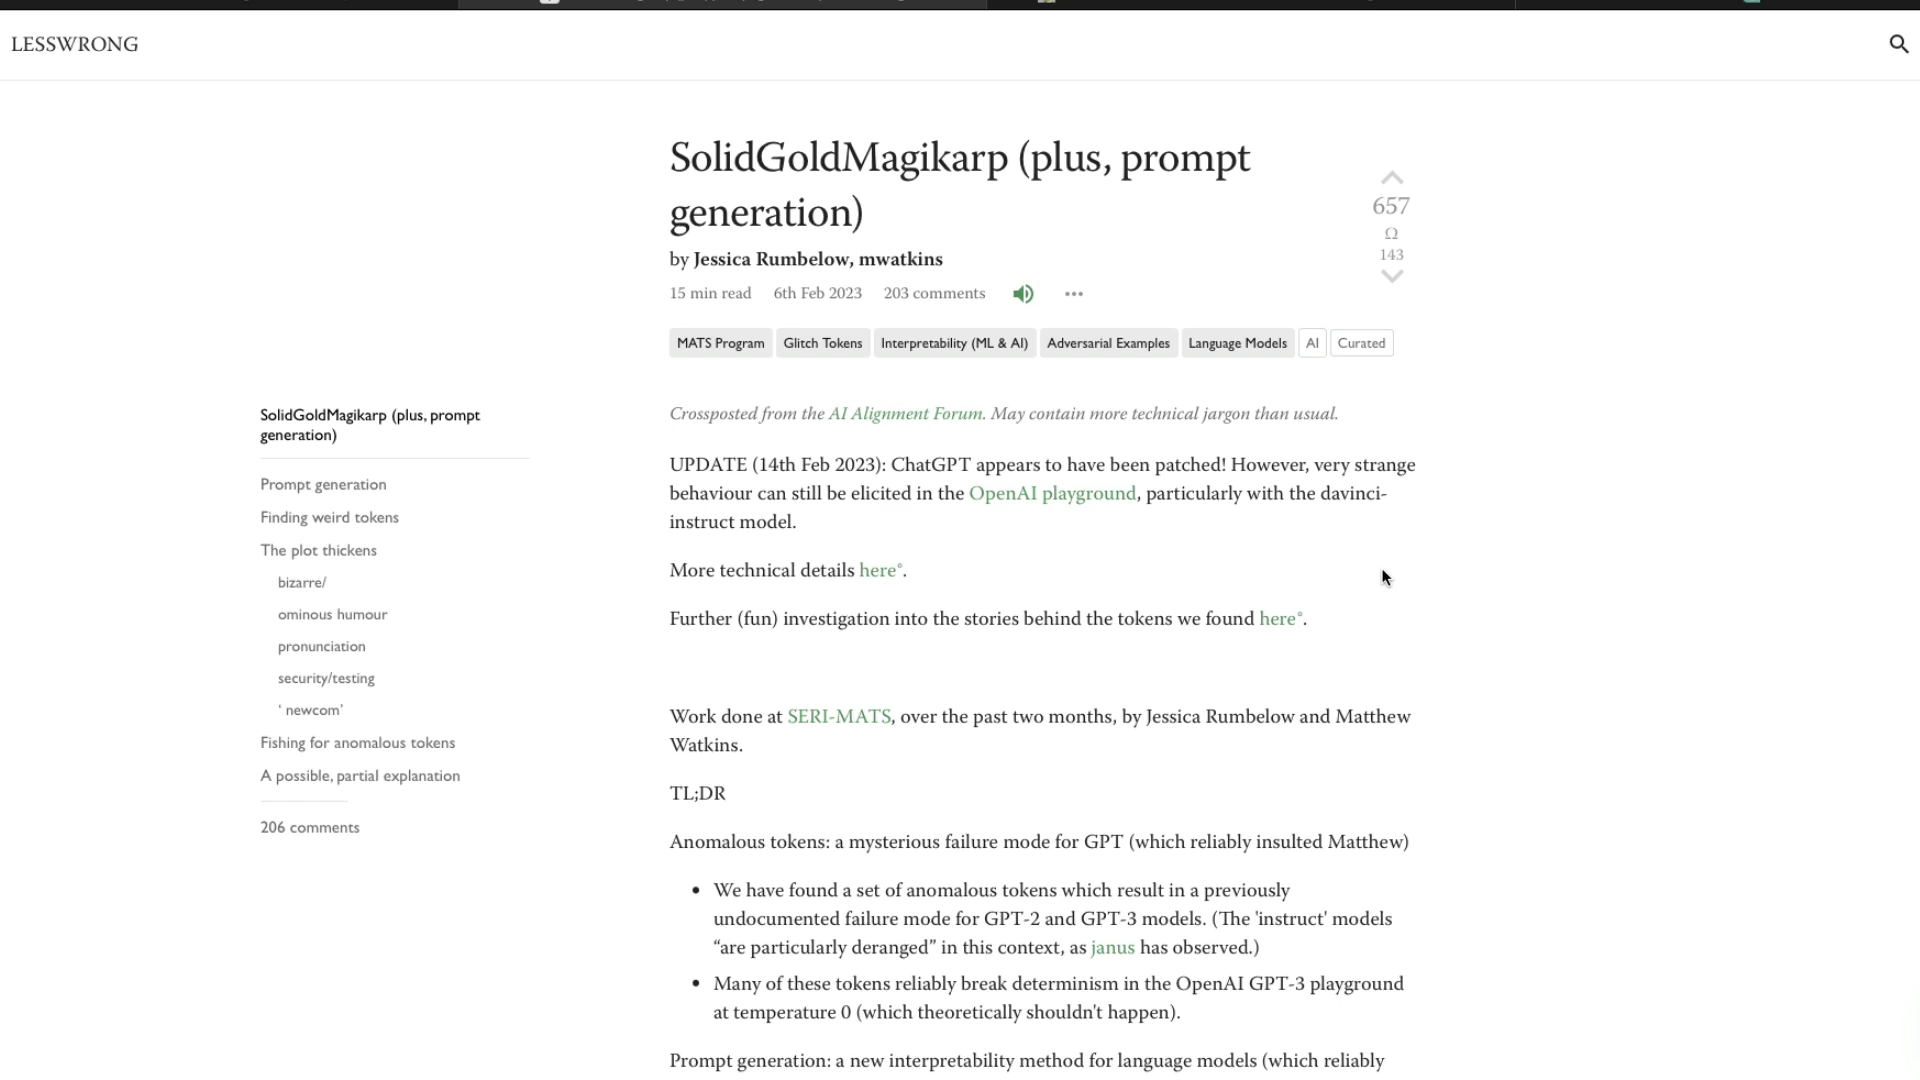 LESSWRONG
SolidGoldMagikarp (plus, prompt
generation)
657
Ω
143
by Jessica Rumbelow, mwatkins
15 min read 6th Feb 2023 203 comments
MATS Program Glitch Tokens Interpretability (ML & AI) Adversarial Examples Language Models AI Curated
SolidGoldMagikarp (plus, prompt
generation)
Prompt generation
Finding weird tokens
The plot thickens
bizarre/
ominous humour
pronunciation
security/testing
‘ newcom’
Fishing for anomalous tokens
A possible, partial explanation
206 comments
Crossposted from the AI Alignment Forum. May contain more technical jargon than usual.
UPDATE (14th Feb 2023): ChatGPT appears to have been patched! However, very strange
behaviour can still be elicited in the OpenAI playground, particularly with the davinci-
instruct model.
More technical details here°.
Further (fun) investigation into the stories behind the tokens we found here°.
Work done at SERI-MATS, over the past two months, by Jessica Rumbelow and Matthew
Watkins.
TL;DR
Anomalous tokens: a mysterious failure mode for GPT (which reliably insulted Matthew)
• We have found a set of anomalous tokens which result in a previously
undocumented failure mode for GPT-2 and GPT-3 models. (The 'instruct' models
“are particularly deranged” in this context, as janus has observed.)
• Many of these tokens reliably break determinism in the OpenAI GPT-3 playground
at temperature 0 (which theoretically shouldn't happen).
Prompt generation: a new interpretability method for language models (which reliably